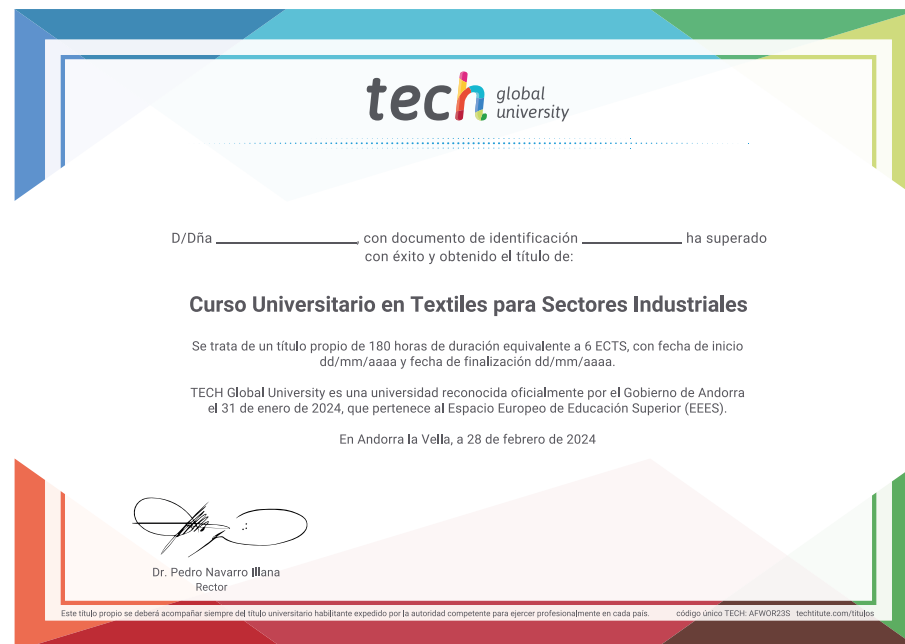 tech global university
D/Dña ____________________, con documento de identificación ______________ ha superado
con éxito y obtenido el título de:
Curso Universitario en Textiles para Sectores Industriales
Se trata de un título propio de 180 horas de duración equivalente a 6 ECTS, con fecha de inicio
dd/mm/aaaa y fecha de finalización dd/mm/aaaa.
TECH Global University es una universidad reconocida oficialmente por el Gobierno de Andorra
el 31 de enero de 2024, que pertenece al Espacio Europeo de Educación Superior (EEES).
En Andorra la Vella, a 28 de febrero de 2024
Dr. Pedro Navarro Illana
Rector
Este título propio se deberá acompañar siempre del título universitario habilitante expedido por la autoridad competente para ejercer profesionalmente en cada país. código único TECH: AFWOR23S techtitute.com/titulos